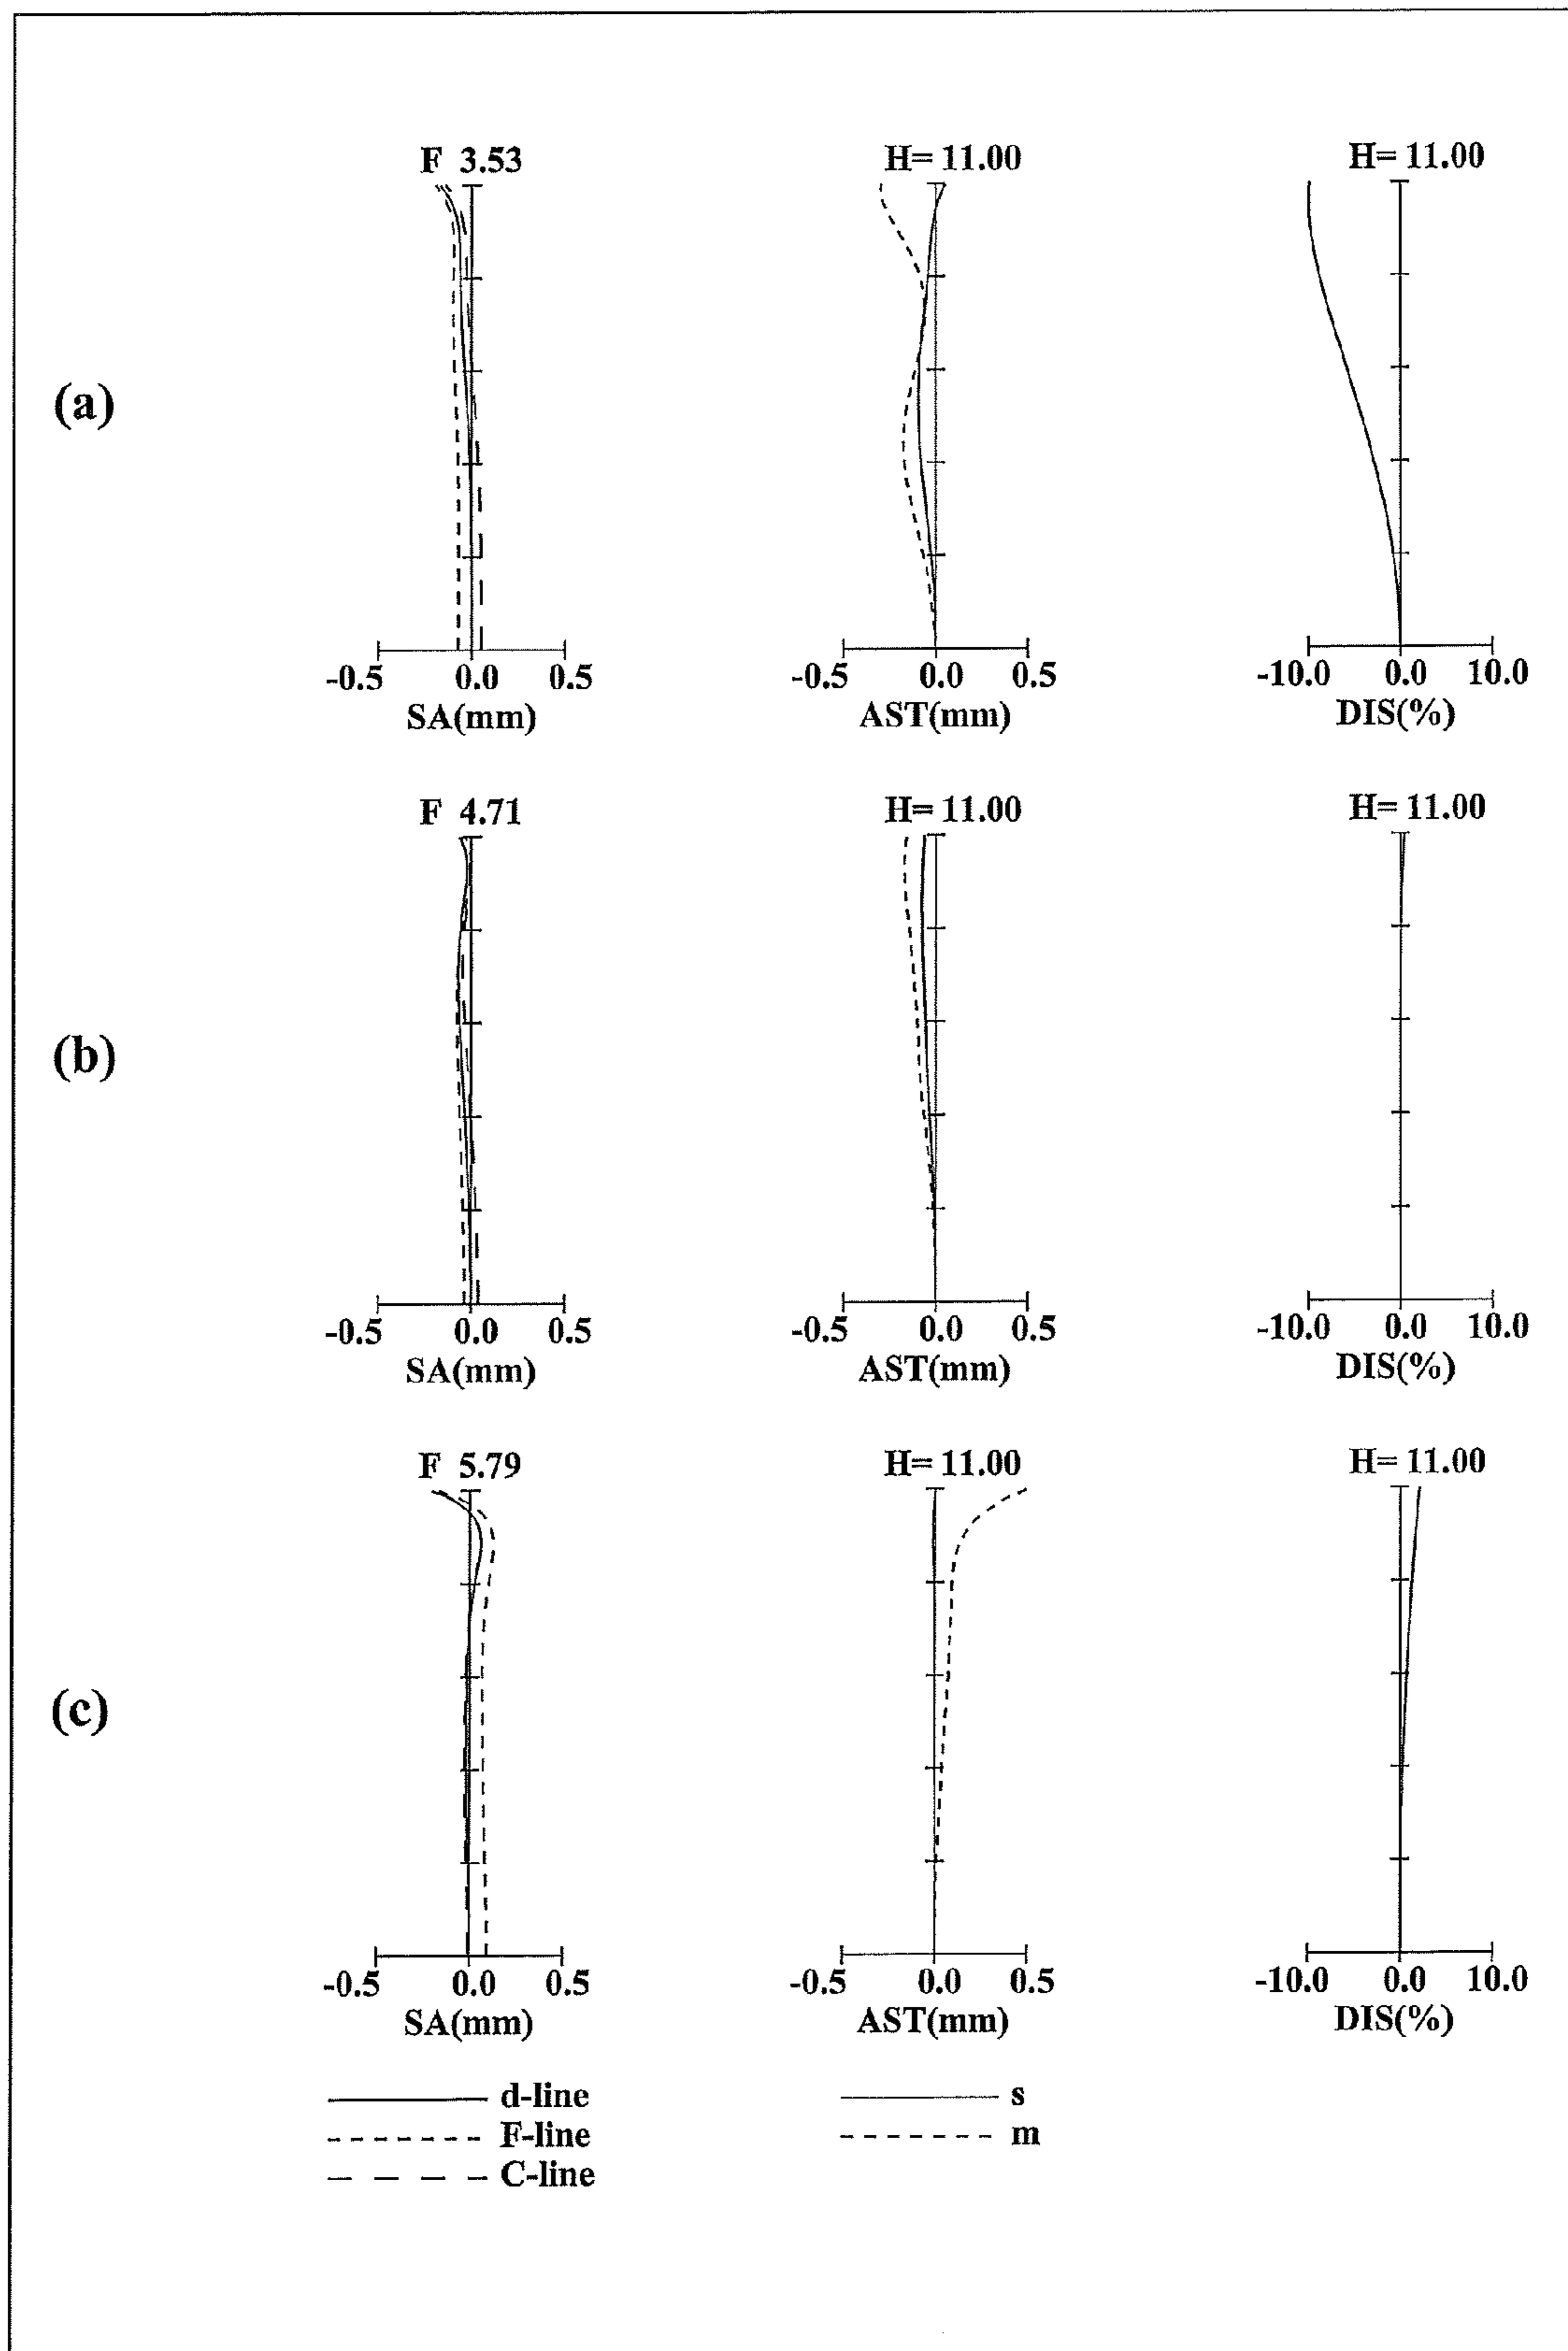 F 3.53 H= 11.00 H= 11.00
(a)
-0.5 0.0 0.5 -0.5 0.0 0.5 -10.0 0.0 10.0
SA(mm) AST(mm) DIS(%)
F 4.71 H= 11.00 H= 11.00
(b)
-0.5 0.0 0.5 -0.5 0.0 0.5 -10.0 0.0 10.0
SA(mm) AST(mm) DIS(%)
F 5.79 H= 11.00 H= 11.00
(c)
-0.5 0.0 0.5 -0.5 0.0 0.5 -10.0 0.0 10.0
SA(mm) AST(mm) DIS(%)
d-line s
F-line m
C-line